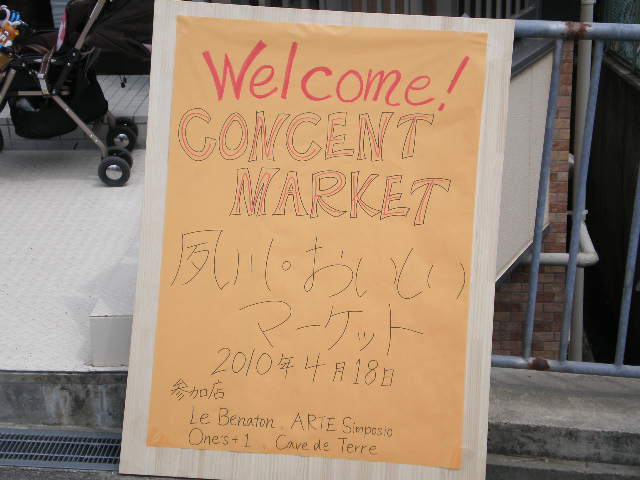 Welcome!
CONCENT
MARKET
夙川・おいしい
マーケット
2010年4月18日
参加店
Le Benaton. ARTE Simposio
One's+1 Cave de Terre